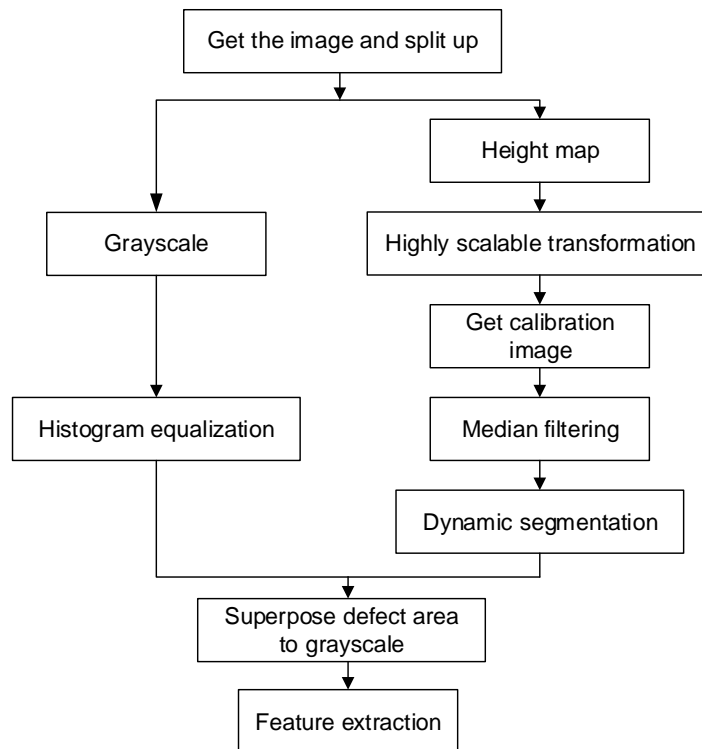 Get the image and split up
Height map
Grayscale
Highly scalable transformation
Get calibration
image
Histogram equalization
Median filtering
Dynamic segmentation
Superpose defect area
to grayscale
Feature extraction